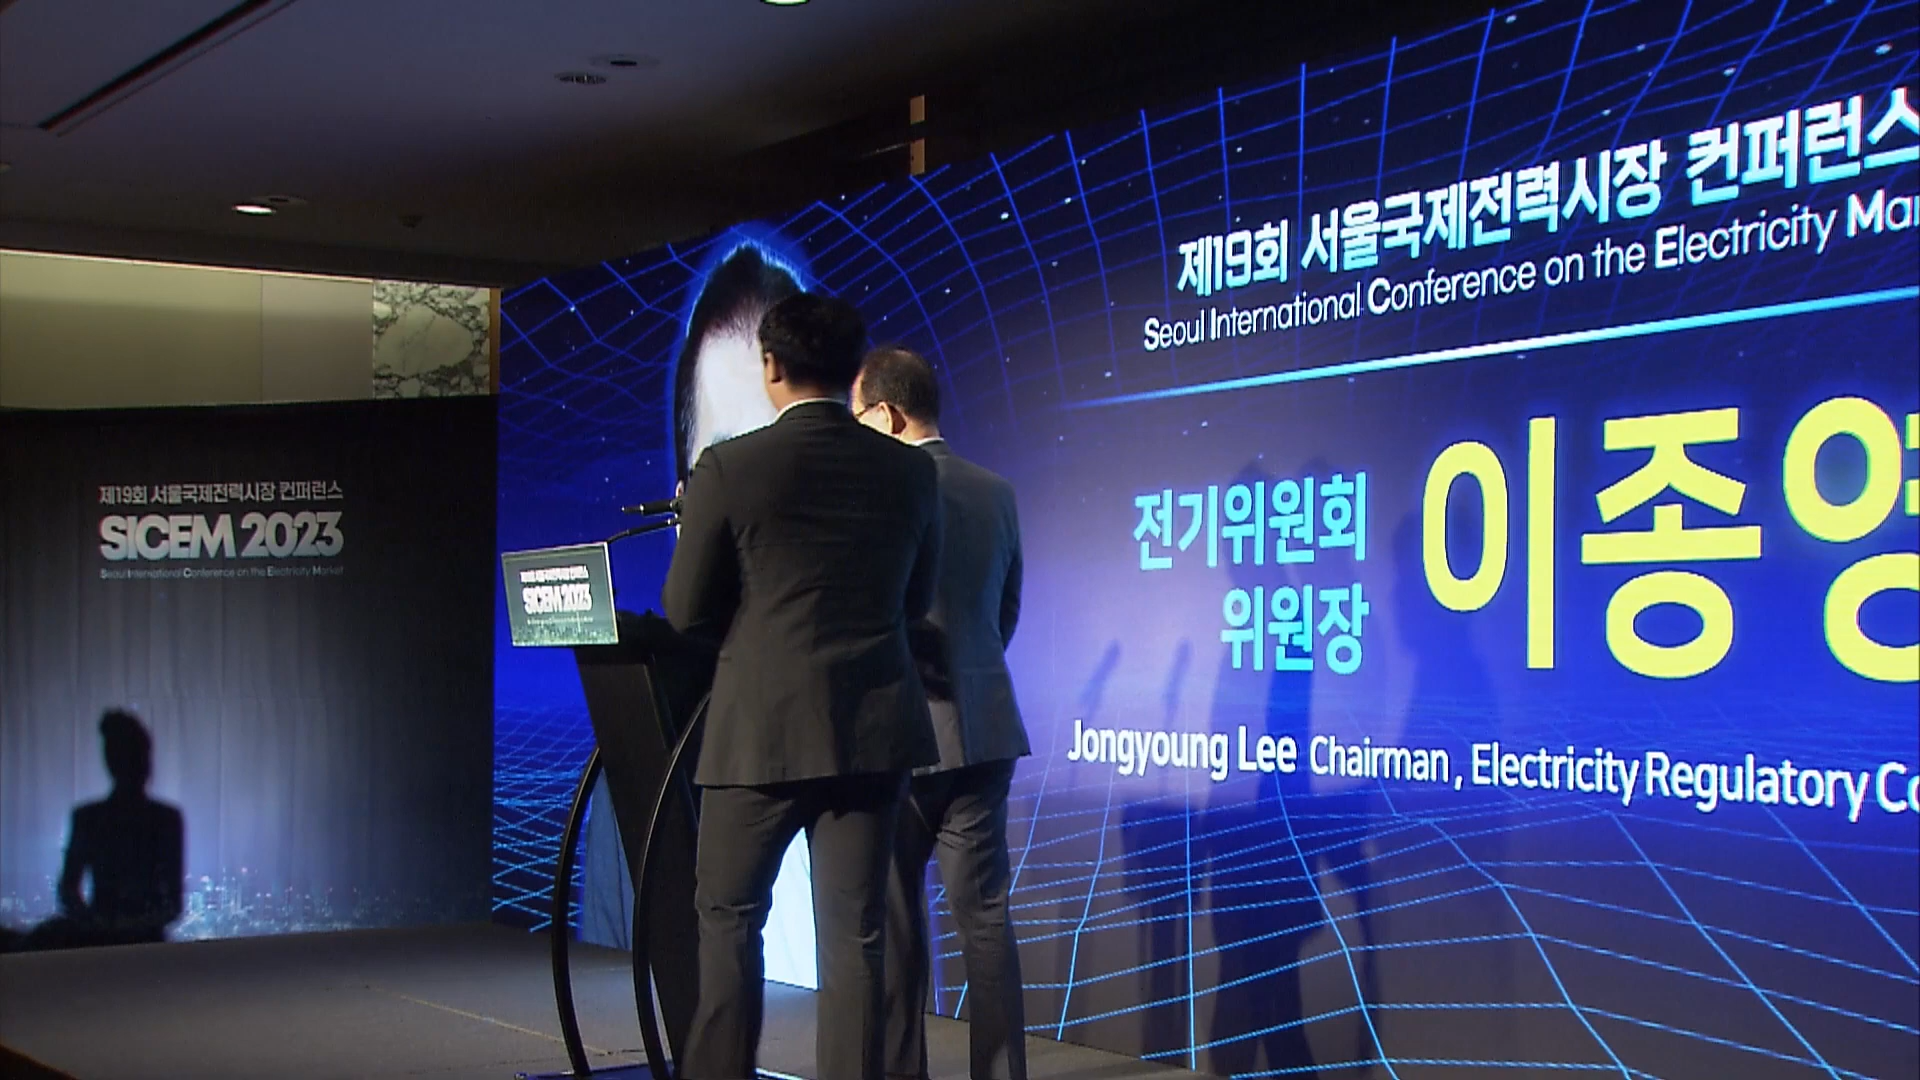 제19회 서울국제전력시장 컨퍼런스
Seoul International Conference on the Electricity Mar
전기위원회
위원장
이종영
Jongyoung Lee Chairman, Electricity Regulatory Co
제19회 서울국제전력시장 컨퍼런스
SICEM 2023
Seoul International Conference on the Electricity Market
SICEM 2023